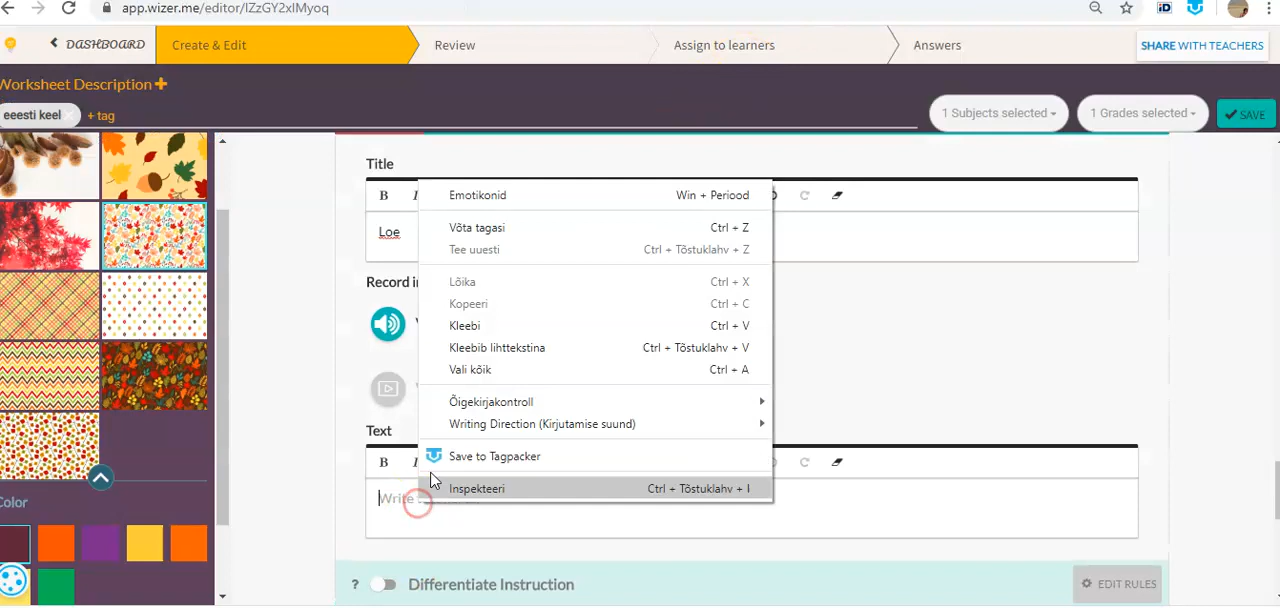 app.wizer.me/editor/lZzGY2xIMyoq
DASHBOARD
Create & Edit
Review
Assign to learners
Answers
SHARE WITH TEACHERS
Worksheet Description +
eeesti keel
+ tag
1 Subjects selected
1 Grades selected
SAVE
Title
B
Loe
Record in
Emotikonid Win + Periood
Võta tagasi Ctrl + Z
Tee uuesti Ctrl + Tõstuklahv + Z
Lõika Ctrl + X
Kopeeri Ctrl + C
Kleebi Ctrl + V
Kleebib lihttekstina Ctrl + Tõstuklahv + V
Vali kõik Ctrl + A
Õigekirjakontroll
Writing Direction (Kirjutamise suund)
Save to Tagpacker
Inspekteeri Ctrl + Tõstuklahv + I
Text
B
Write
Color
? Differentiate Instruction
EDIT RULES